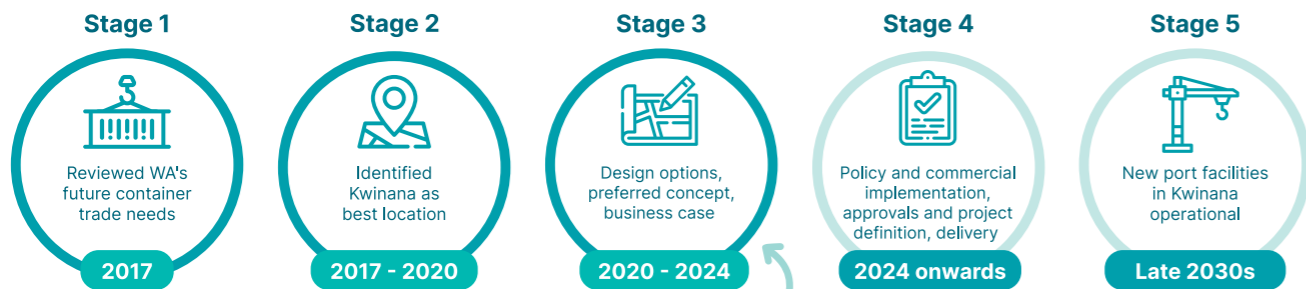 Stage 1
Reviewed WA's
future container
trade needs
2017
Stage 2
Identified
Kwinana as
best location
2017 - 2020
Stage 3
Design options,
preferred concept,
business case
2020 - 2024
Stage 4
Policy and commercial
implementation,
approvals and project
definition, delivery
2024 onwards
Stage 5
New port facilities
in Kwinana
operational
Late 2030s